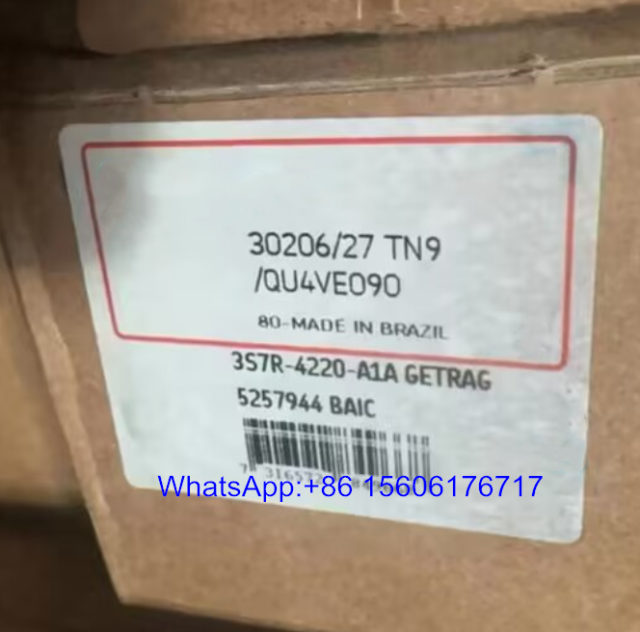 30206/27 TN9
/QU4VE090
80-MADE IN BRAZIL
3S7R-4220-A1A GETRAG
5257944 BAIC
WhatsApp:+86 15606176717